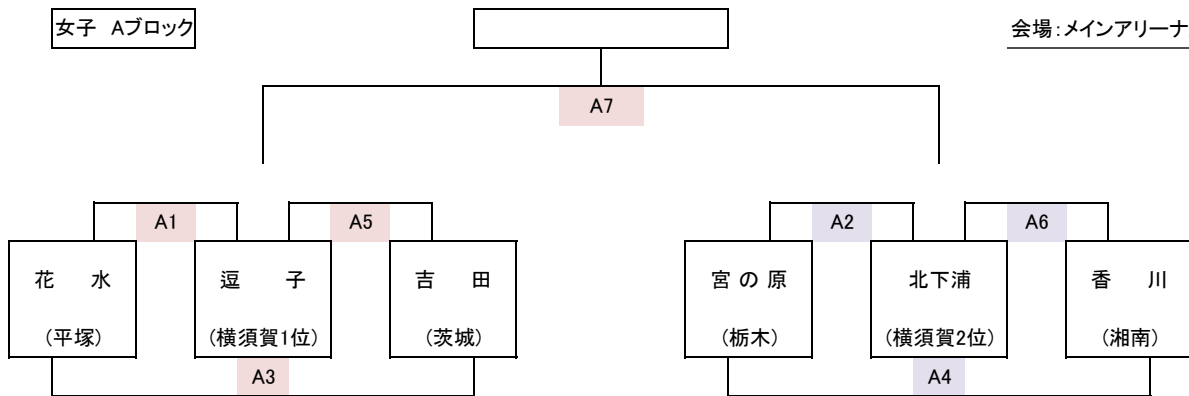 女子 Aブロック
会場:メインアリーナ
A7
A1
A5
A2
A6
花 水
逗 子
吉 田
宮 の 原
北下浦
香 川
(平塚)
(横須賀1位)
(茨城)
(栃木)
(横須賀2位)
(湘南)
A3
A4